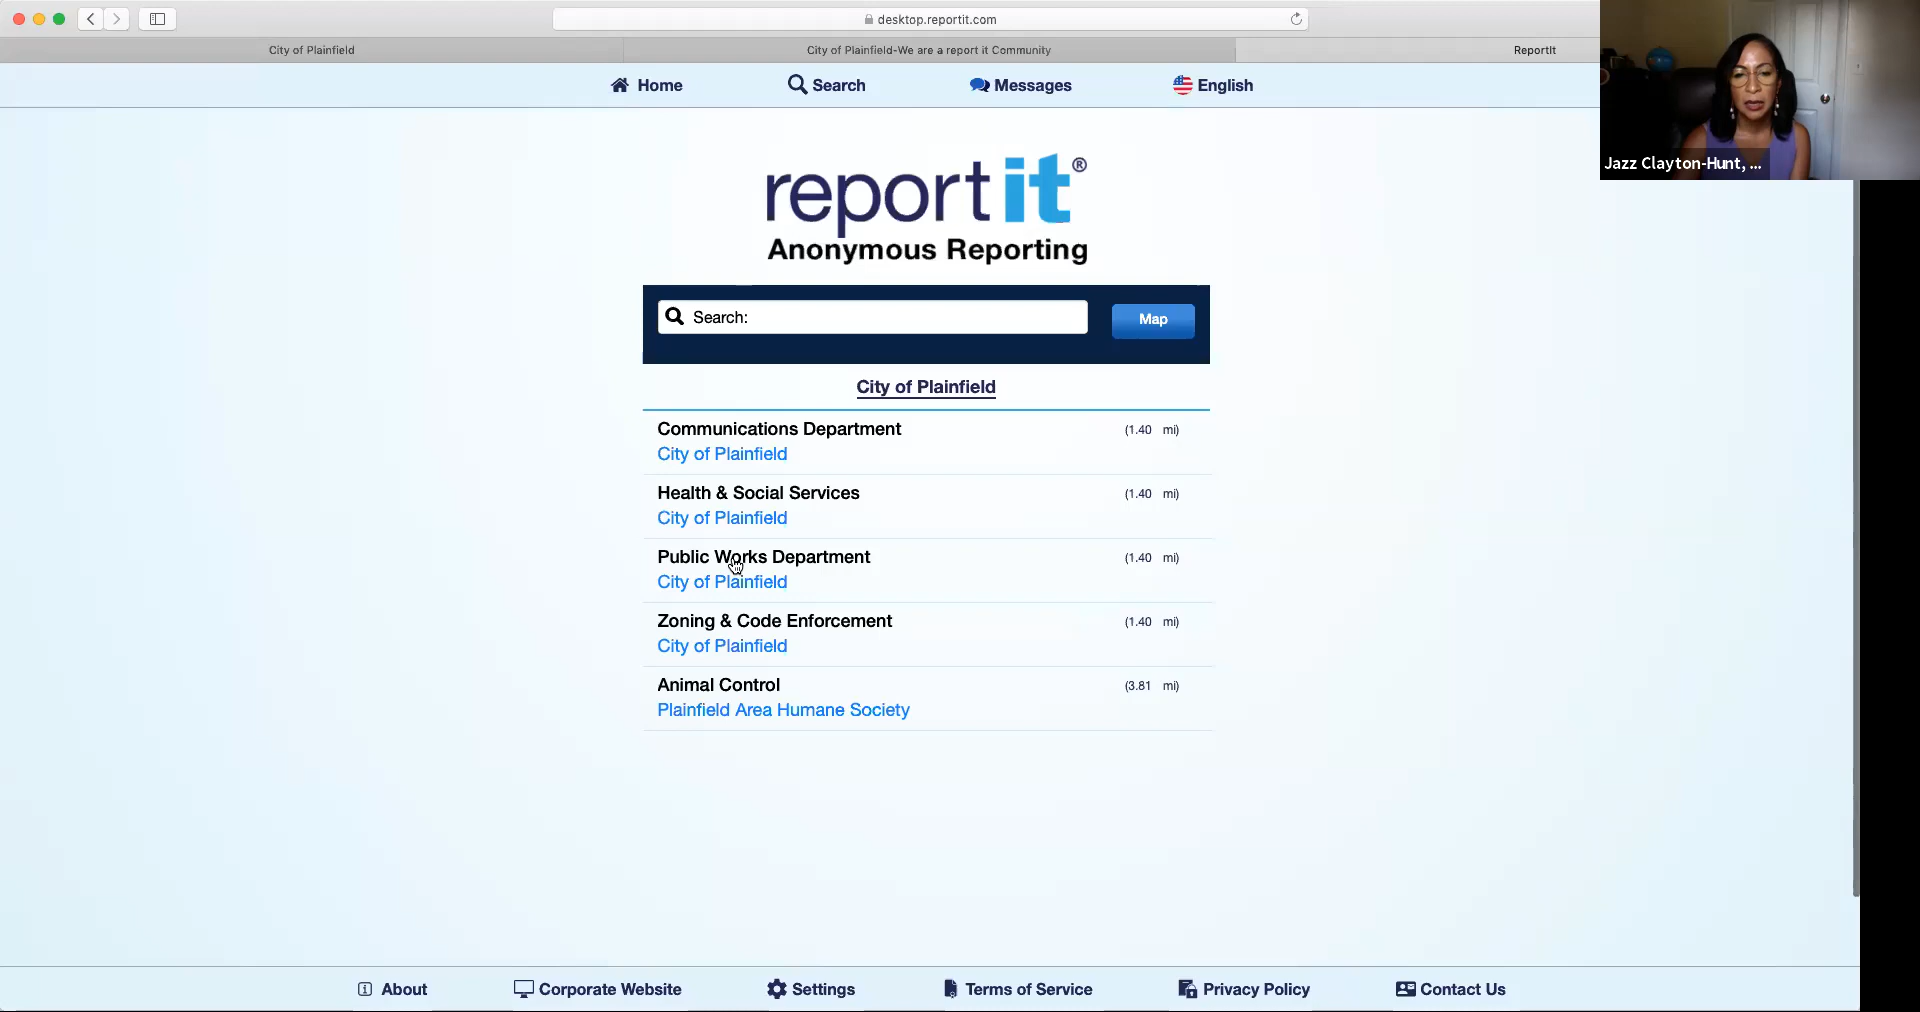 desktop.reportit.com
City of Plainfield
City of Plainfield-We are a report it Community
ReportIt
Home
Search
Messages
English
Jazz Clayton-Hunt, ...
report it®
Anonymous Reporting
Search:
Map
City of Plainfield
Communications Department
(1.40 mi)
City of Plainfield
Health & Social Services
(1.40 mi)
City of Plainfield
Public Works Department
(1.40 mi)
City of Plainfield
Zoning & Code Enforcement
(1.40 mi)
City of Plainfield
Animal Control
(3.81 mi)
Plainfield Area Humane Society
About
Corporate Website
Settings
Terms of Service
Privacy Policy
Contact Us